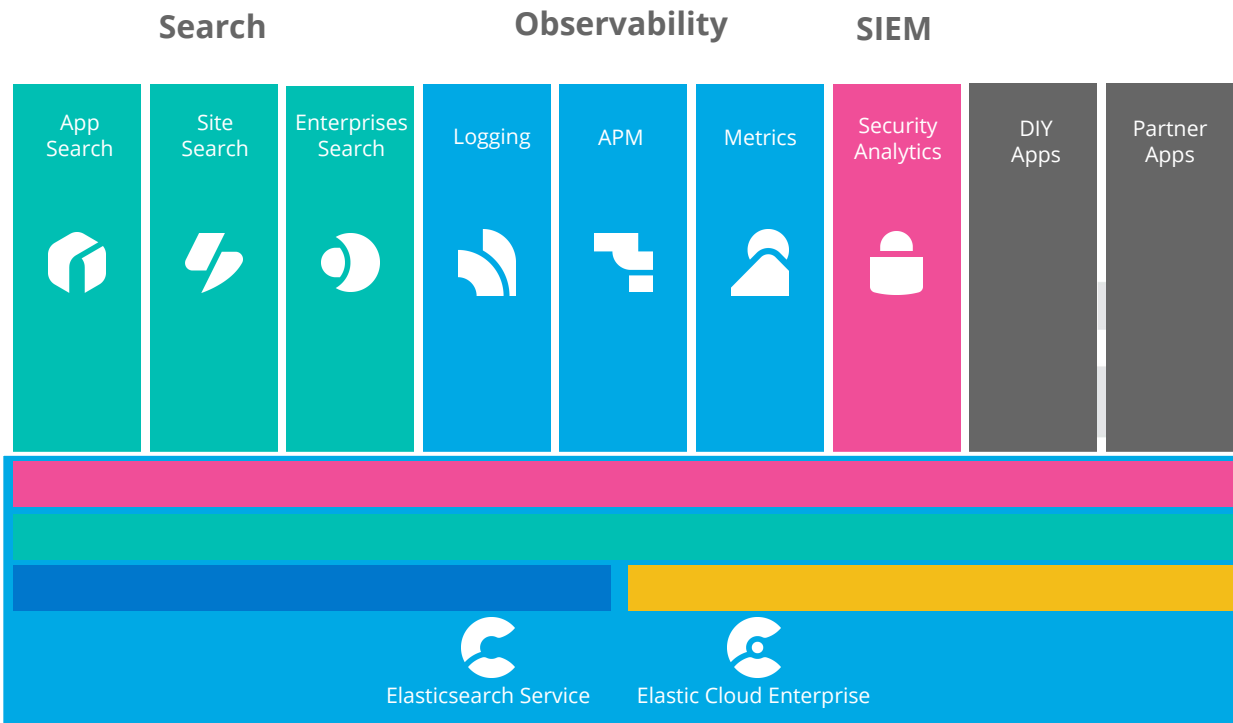 Search
Observability
SIEM
App
Search
Site
Search
Enterprises
Search
Logging
APM
Metrics
Security
Analytics
DIY
Apps
Partner
Apps
Elasticsearch Service
Elastic Cloud Enterprise